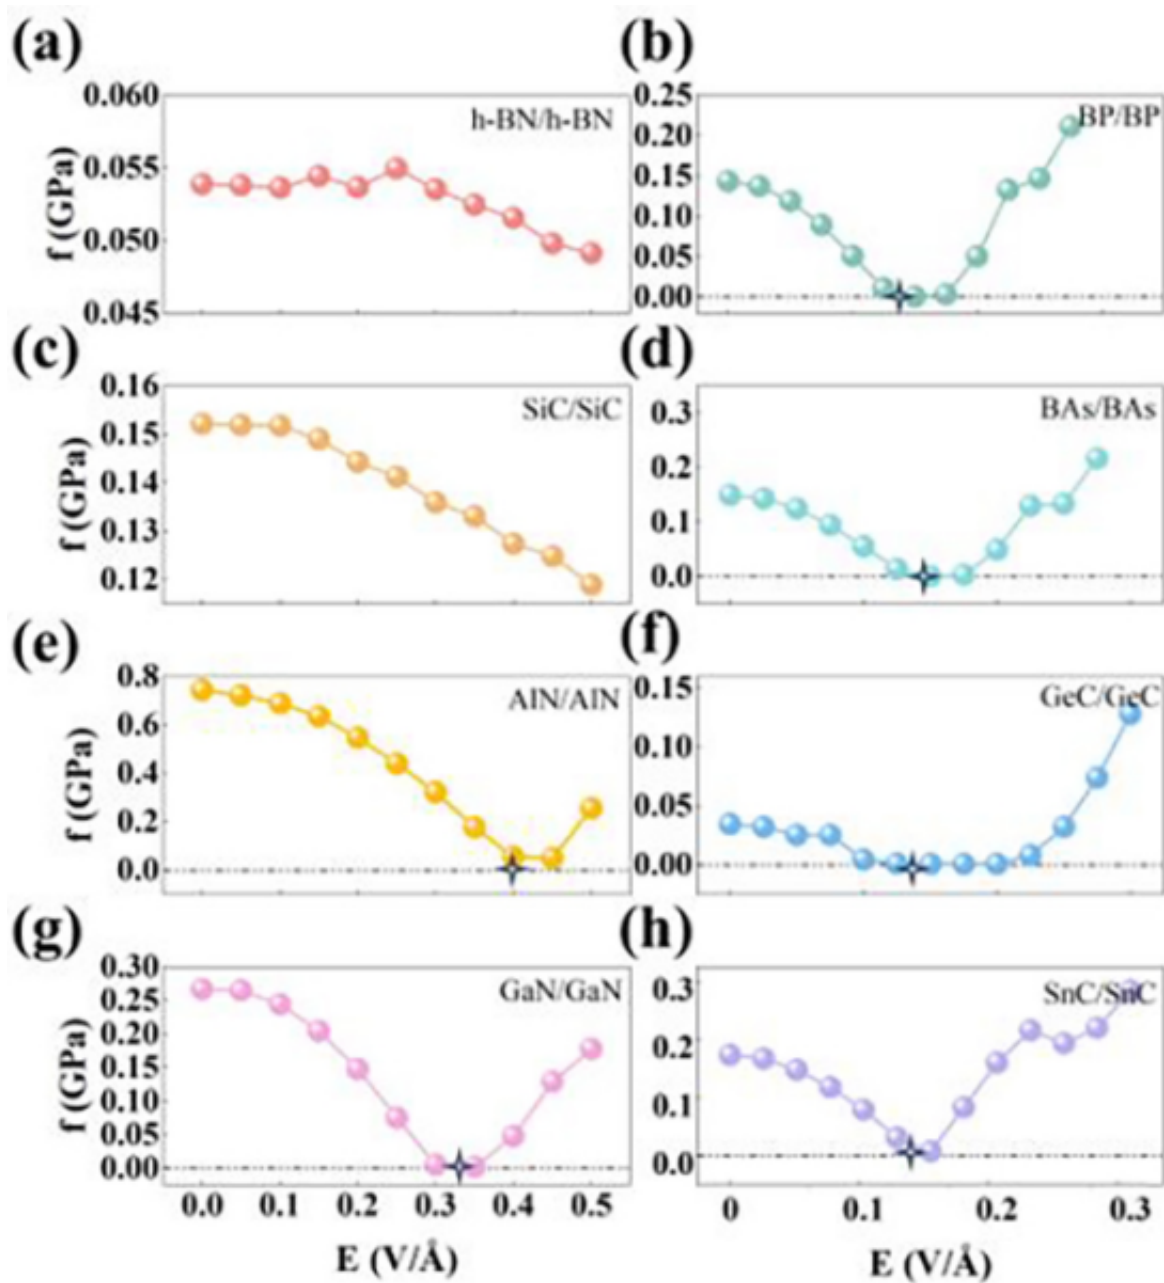 (a)
0.060
0.055
0.050
0.045
f (GPa)
h-BN/h-BN
(b)
0.25
0.20
0.15
0.10
0.05
0.00
f (GPa)
BP/BP
(c)
0.16
0.15
0.14
0.13
0.12
f (GPa)
SiC/SiC
(d)
0.3
0.2
0.1
0.0
f (GPa)
BAs/BAs
(e)
0.8
0.6
0.4
0.2
0.0
f (GPa)
AlN/AlN
(f)
0.15
0.10
0.05
0.00
f (GPa)
GeC/GeC
(g)
0.30
0.25
0.20
0.15
0.10
0.05
0.00
f (GPa)
GaN/GaN
0.0 0.1 0.2 0.3 0.4 0.5
E (V/Å)
(h)
0.3
0.2
0.1
0.0
f (GPa)
SnC/SnC
0 0.1 0.2 0.3
E (V/Å)